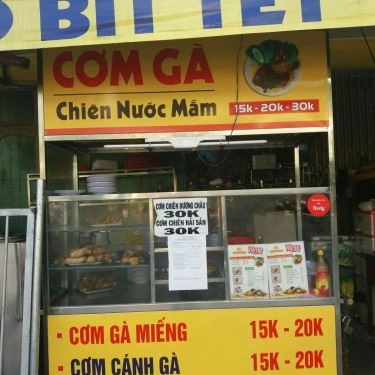 BÍT TẾT
CƠM GÀ
Chiên Nước Mắm
15k - 20k - 30k
CƠM CHIÊN DƯƠNG CHÂU
30K
CƠM CHIÊN HẢI SẢN
30K
foody
· CƠM GÀ MIẾNG 15K - 20K
· CƠM CÁNH GÀ 15K - 20K